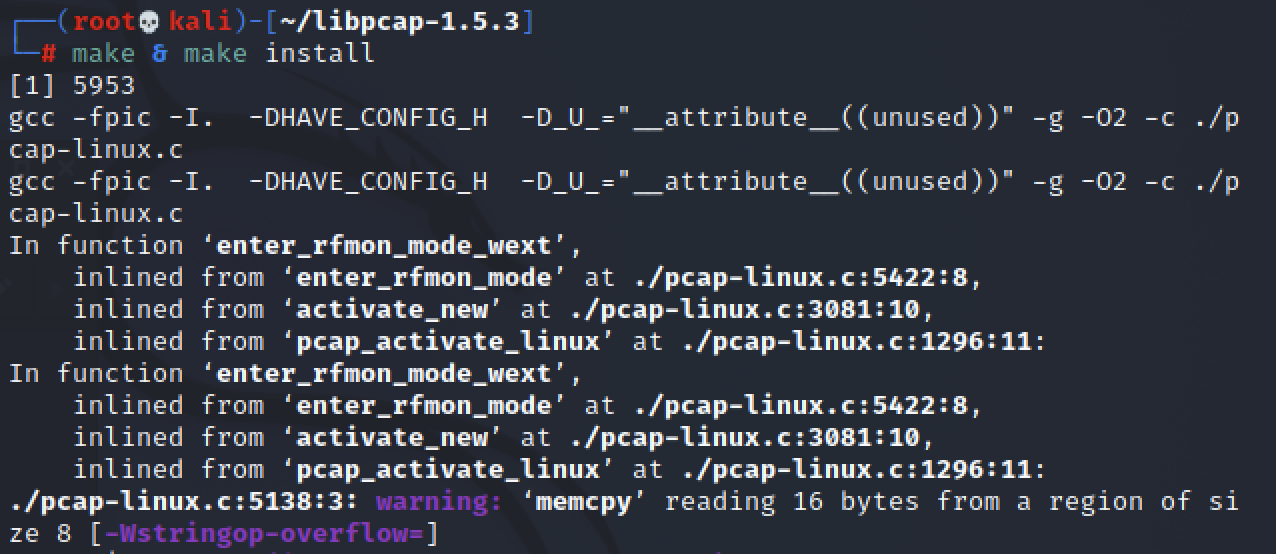 ┌──(root💀kali)-[~/libpcap-1.5.3]
└─# make & make install
[1] 5953
gcc -fpic -I.  -DHAVE_CONFIG_H  -D_U_="__attribute__((unused))" -g -O2 -c ./p
cap-linux.c
gcc -fpic -I.  -DHAVE_CONFIG_H  -D_U_="__attribute__((unused))" -g -O2 -c ./p
cap-linux.c
In function ‘enter_rfmon_mode_wext’,
    inlined from ‘enter_rfmon_mode’ at ./pcap-linux.c:5422:8,
    inlined from ‘activate_new’ at ./pcap-linux.c:3081:10,
    inlined from ‘pcap_activate_linux’ at ./pcap-linux.c:1296:11:
In function ‘enter_rfmon_mode_wext’,
    inlined from ‘enter_rfmon_mode’ at ./pcap-linux.c:5422:8,
    inlined from ‘activate_new’ at ./pcap-linux.c:3081:10,
    inlined from ‘pcap_activate_linux’ at ./pcap-linux.c:1296:11:
./pcap-linux.c:5138:3: warning: ‘memcpy’ reading 16 bytes from a region of si
ze 8 [-Wstringop-overflow=]